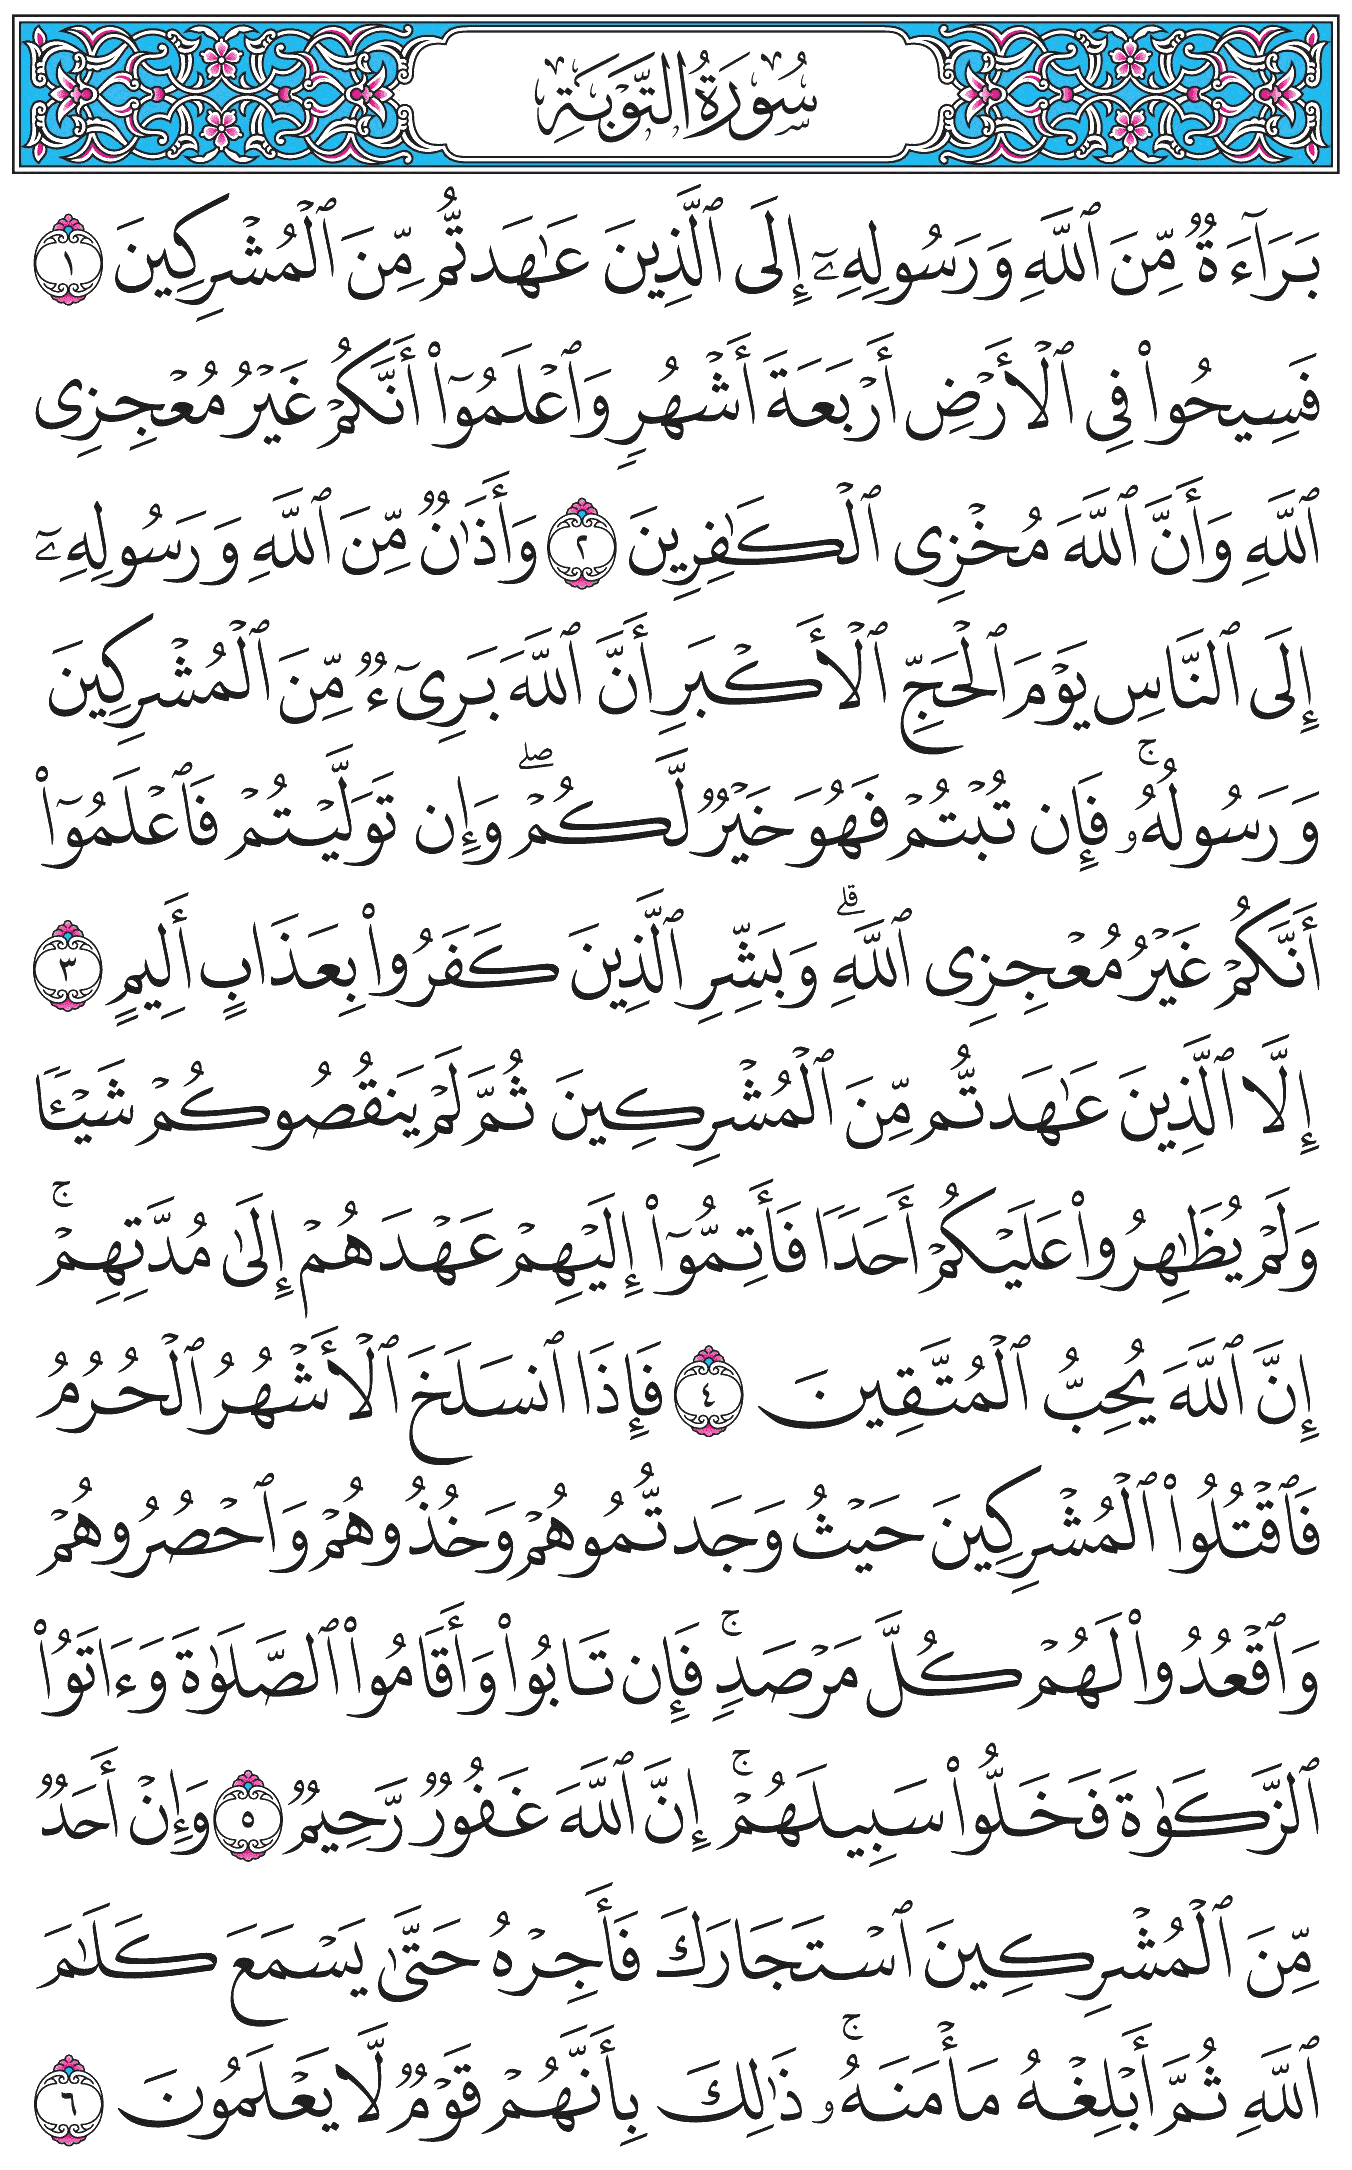 سُورَةُ التَّوۡبَةِ
بَرَآءَةٞ مِّنَ ٱللَّهِ وَرَسُولِهِۦٓ إِلَى ٱلَّذِينَ عَٰهَدتُّم مِّنَ ٱلۡمُشۡرِكِينَ ١
فَسِيحُواْ فِي ٱلۡأَرۡضِ أَرۡبَعَةَ أَشۡهُرٖ وَٱعۡلَمُوٓاْ أَنَّكُمۡ غَيۡرُ مُعۡجِزِي
ٱللَّهِ وَأَنَّ ٱللَّهَ مُخۡزِي ٱلۡكَٰفِرِينَ ٢ وَأَذَٰنٞ مِّنَ ٱللَّهِ وَرَسُولِهِۦٓ
إِلَى ٱلنَّاسِ يَوۡمَ ٱلۡحَجِّ ٱلۡأَكۡبَرِ أَنَّ ٱللَّهَ بَرِيٓءٞ مِّنَ ٱلۡمُشۡرِكِينَ
وَرَسُولُهُۥۚ فَإِن تُبۡتُمۡ فَهُوَ خَيۡرٞ لَّكُمۡۖ وَإِن تَوَلَّيۡتُمۡ فَٱعۡلَمُوٓاْ
أَنَّكُمۡ غَيۡرُ مُعۡجِزِي ٱللَّهِۗ وَبَشِّرِ ٱلَّذِينَ كَفَرُواْ بِعَذَابٍ أَلِيمٍ ٣
إِلَّا ٱلَّذِينَ عَٰهَدتُّم مِّنَ ٱلۡمُشۡرِكِينَ ثُمَّ لَمۡ يَنقُصُوكُمۡ شَيۡـٔٗا
وَلَمۡ يُظَٰهِرُواْ عَلَيۡكُمۡ أَحَدٗا فَأَتِمُّوٓاْ إِلَيۡهِمۡ عَهۡدَهُمۡ إِلَىٰ مُدَّتِهِمۡۚ
إِنَّ ٱللَّهَ يُحِبُّ ٱلۡمُتَّقِينَ ٤ فَإِذَا ٱنسَلَخَ ٱلۡأَشۡهُرُ ٱلۡحُرُمُ
فَٱقۡتُلُواْ ٱلۡمُشۡرِكِينَ حَيۡثُ وَجَدتُّمُوهُمۡ وَخُذُوهُمۡ وَٱحۡصُرُوهُمۡ
وَٱقۡعُدُواْ لَهُمۡ كُلَّ مَرۡصَدٖۚ فَإِن تَابُواْ وَأَقَامُواْ ٱلصَّلَوٰةَ وَءَاتَوُاْ
ٱلزَّكَوٰةَ فَخَلُّواْ سَبِيلَهُمۡۚ إِنَّ ٱللَّهَ غَفُورٞ رَّحِيمٞ ٥ وَإِنۡ أَحَدٞ
مِّنَ ٱلۡمُشۡرِكِينَ ٱسۡتَجَارَكَ فَأَجِرۡهُ حَتَّىٰ يَسۡمَعَ كَلَٰمَ
ٱللَّهِ ثُمَّ أَبۡلِغۡهُ مَأۡمَنَهُۥۚ ذَٰلِكَ بِأَنَّهُمۡ قَوۡمٞ لَّا يَعۡلَمُونَ ٦